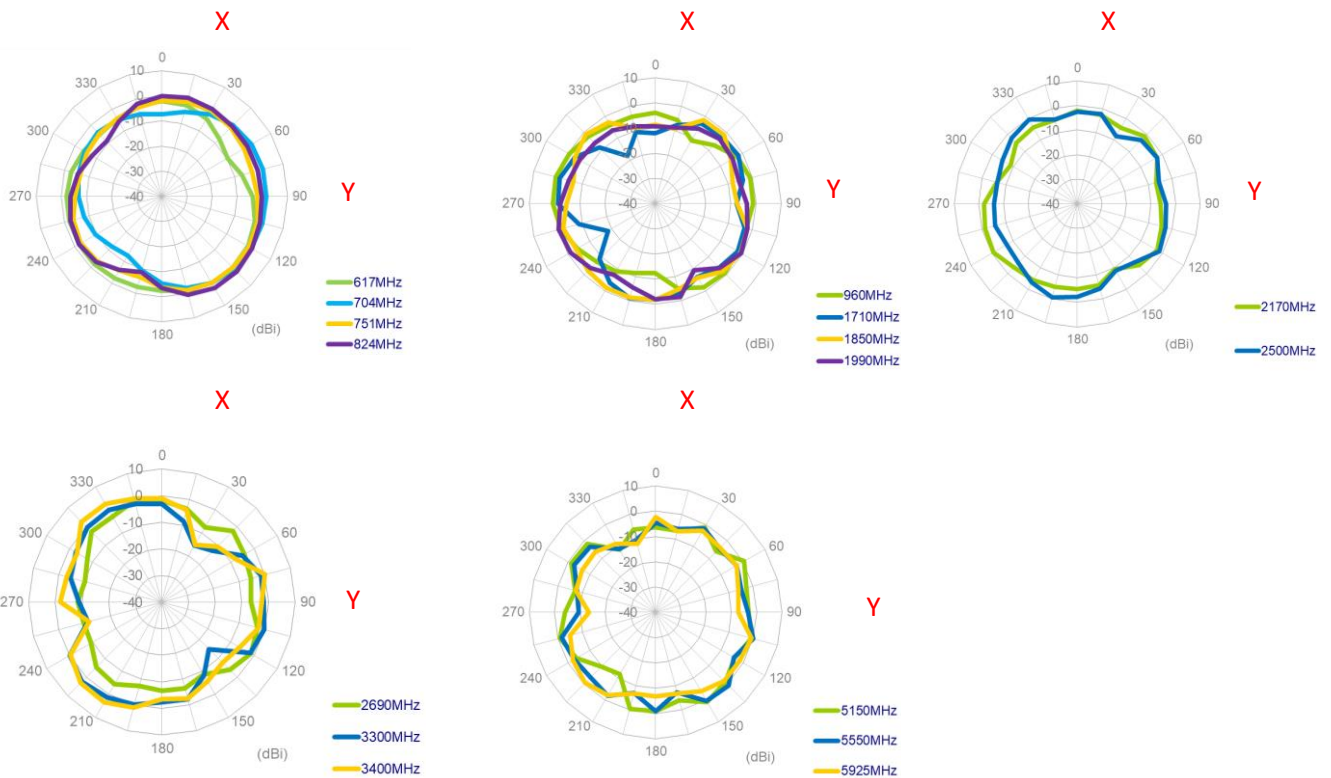 X
0
10
330
30
0
300
-10
60
-20
-30
270
-40
90
Y
240
120
210
150
180
(dBi)
617MHz
704MHz
751MHz
824MHz
X
0
10
330
30
0
300
-10
60
-20
-30
270
-40
90
Y
240
120
210
150
180
(dBi)
960MHz
1710MHz
1850MHz
1990MHz
X
0
10
330
30
0
300
-10
60
-20
-30
270
-40
90
Y
240
120
210
150
180
(dBi)
2170MHz
2500MHz
X
0
10
330
30
0
300
-10
60
-20
-30
270
-40
90
Y
240
120
210
150
180
(dBi)
2690MHz
3300MHz
3400MHz
X
0
10
330
30
0
300
-10
60
-20
-30
270
-40
90
Y
240
120
210
150
180
(dBi)
5150MHz
5550MHz
5925MHz